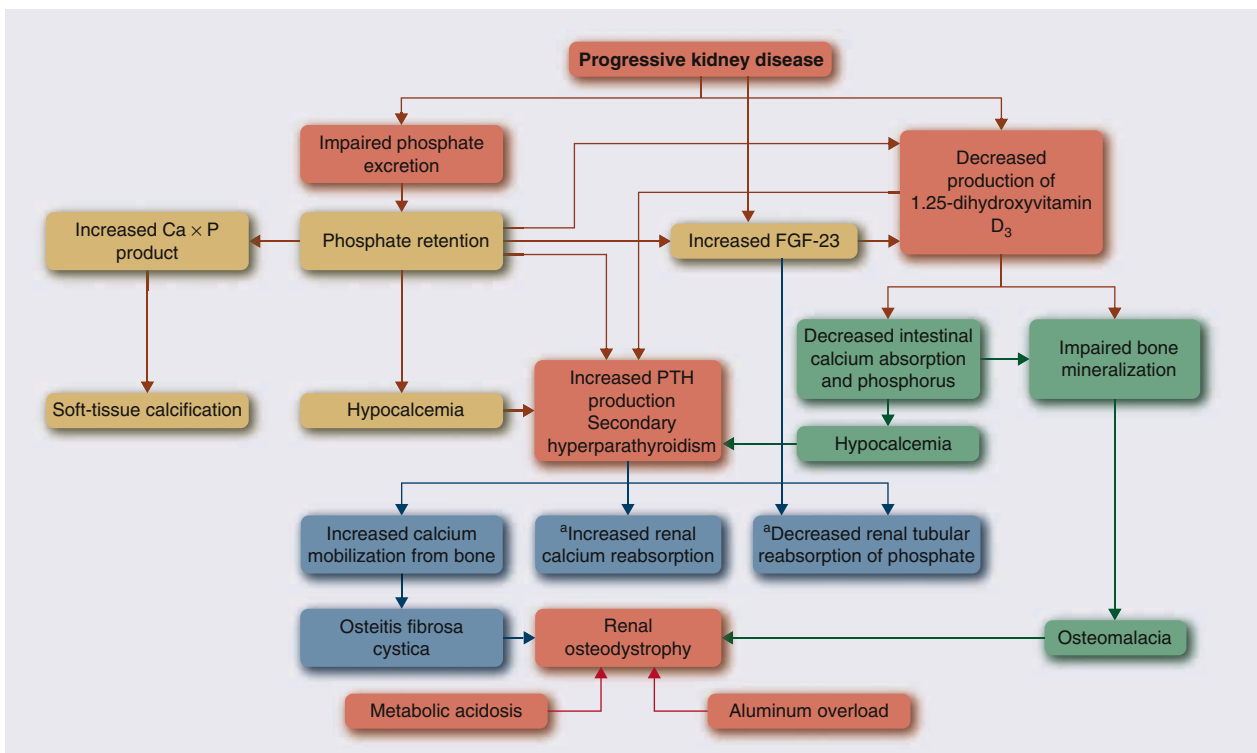 Progressive kidney disease
Impaired phosphate
excretion
Decreased
production of
1.25-dihydroxyvitamin
D₃
Increased Ca × P
product
Phosphate retention
Increased FGF-23
Decreased intestinal
calcium absorption
and phosphorus
Impaired bone
mineralization
Soft-tissue calcification
Hypocalcemia
Increased PTH
production
Secondary
hyperparathyroidism
Hypocalcemia
Increased calcium
mobilization from bone
ᵃIncreased renal
calcium reabsorption
ᵃDecreased renal tubular
reabsorption of phosphate
Osteitis fibrosa
cystica
Renal
osteodystrophy
Osteomalacia
Metabolic acidosis
Aluminum overload